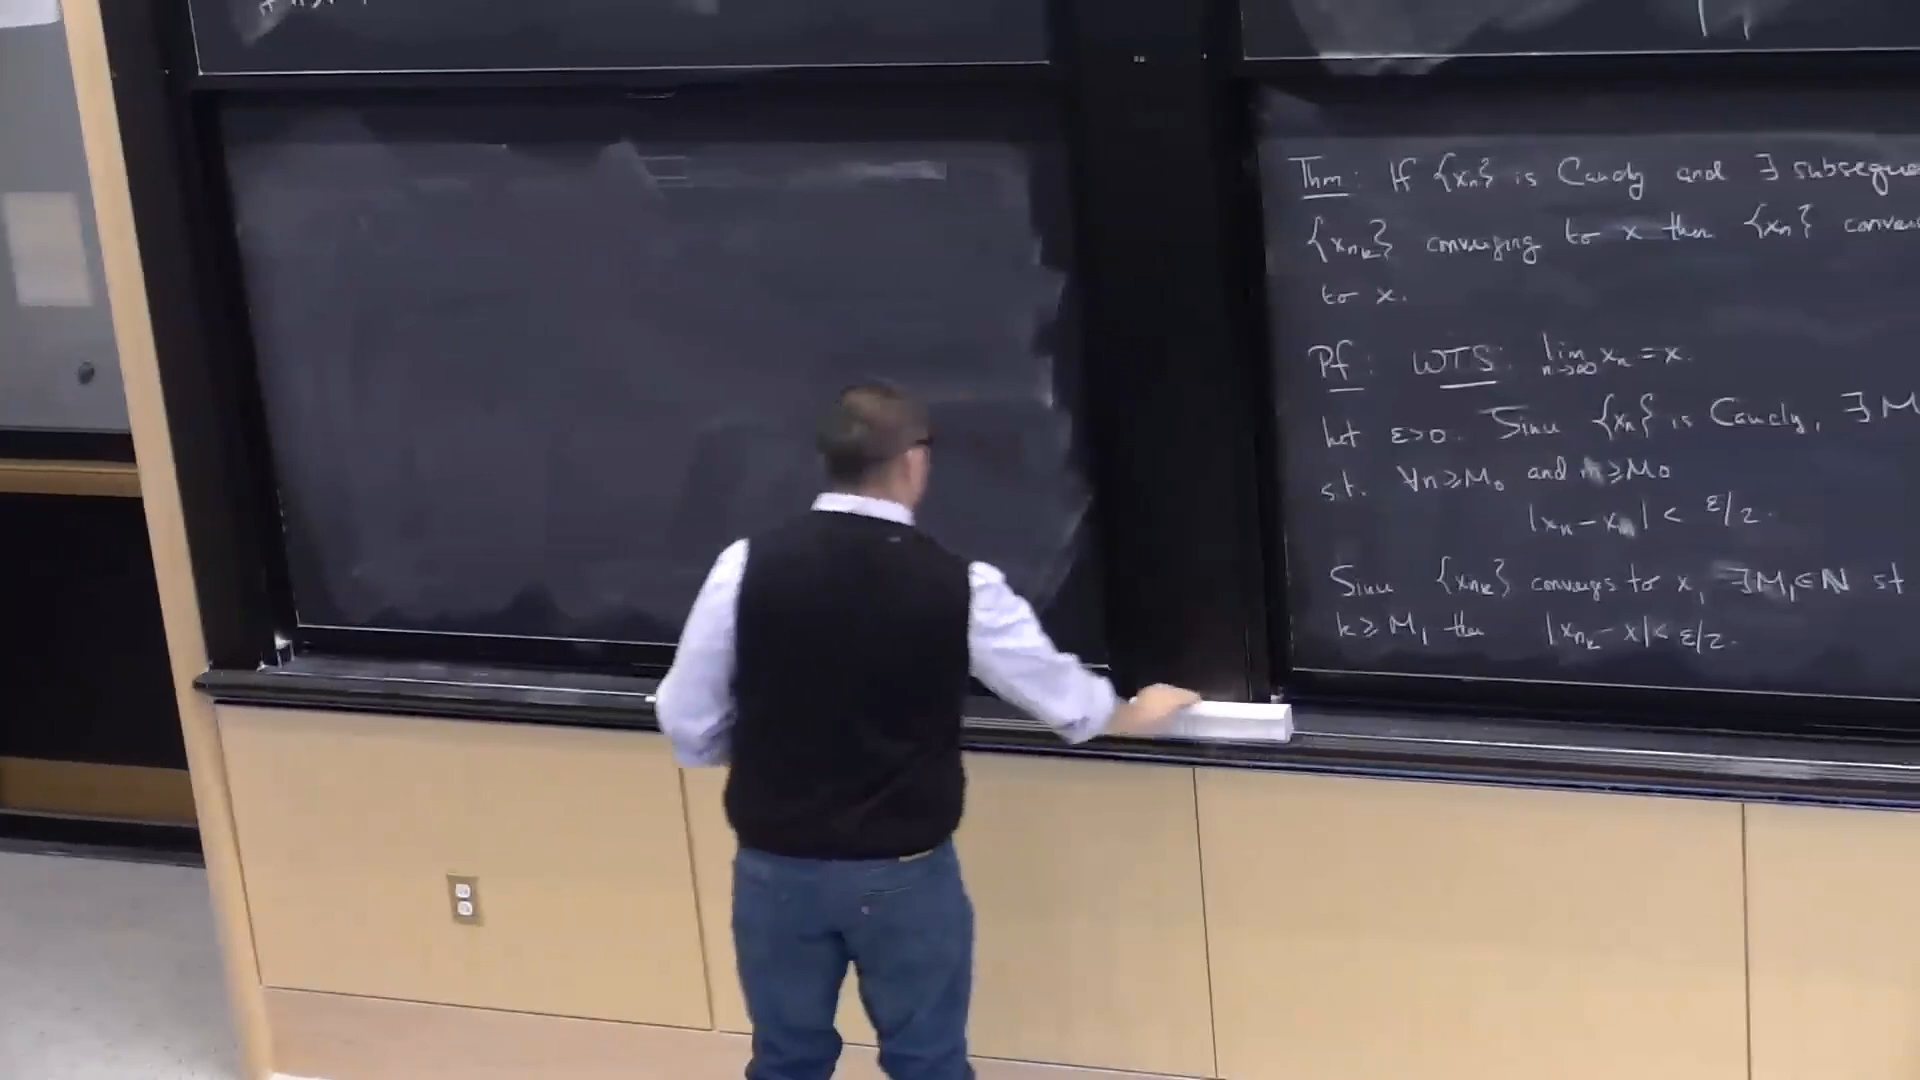 Thm: If {xₙ} is Cauchy and ∃
{xₙₖ} converging to x then {xₙ}
to x.
Pf: WTS: lim xₙ = x.
n→∞
Let ε>0. Since {xₙ} is Cauchy, ∃ M
st. ∀n≥M₀ and m≥M₀
|xₙ - xₘ| < ε/2.
Since {xₙₖ} converges to x, ∃M₁∈ℕ st
k≥M₁ then |xₙₖ - x| < ε/2.